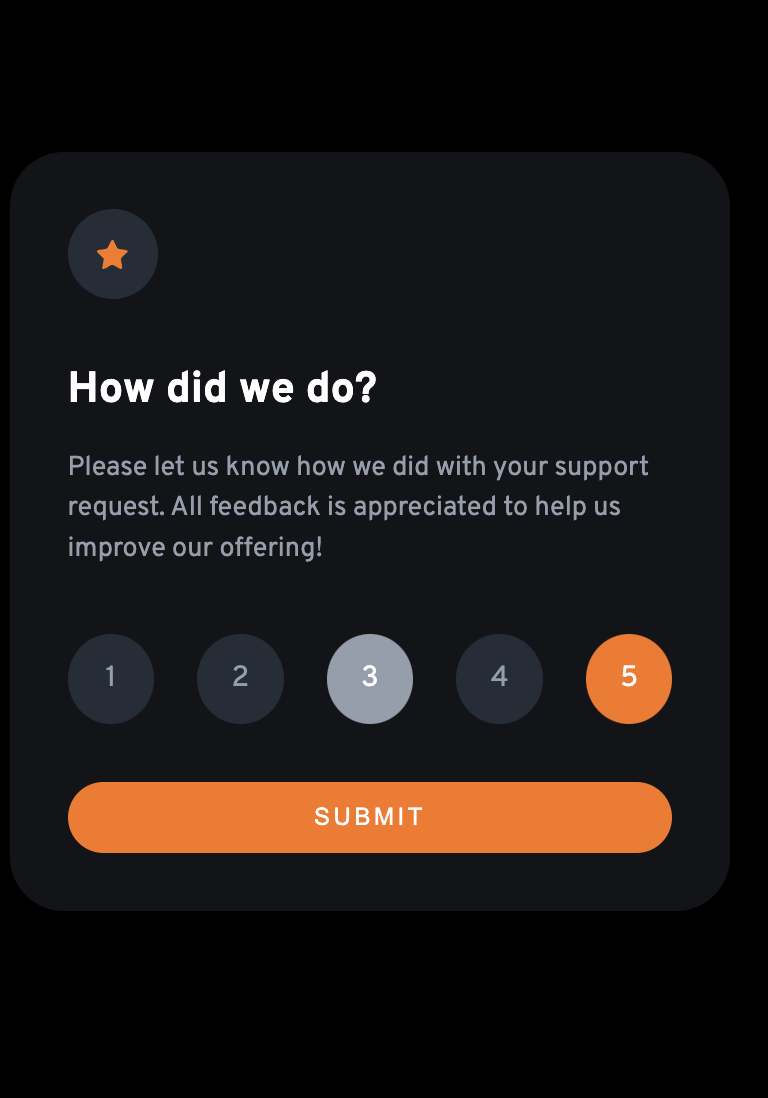 How did we do?
Please let us know how we did with your support
request. All feedback is appreciated to help us
improve our offering!
1 2 3 4 5
SUBMIT